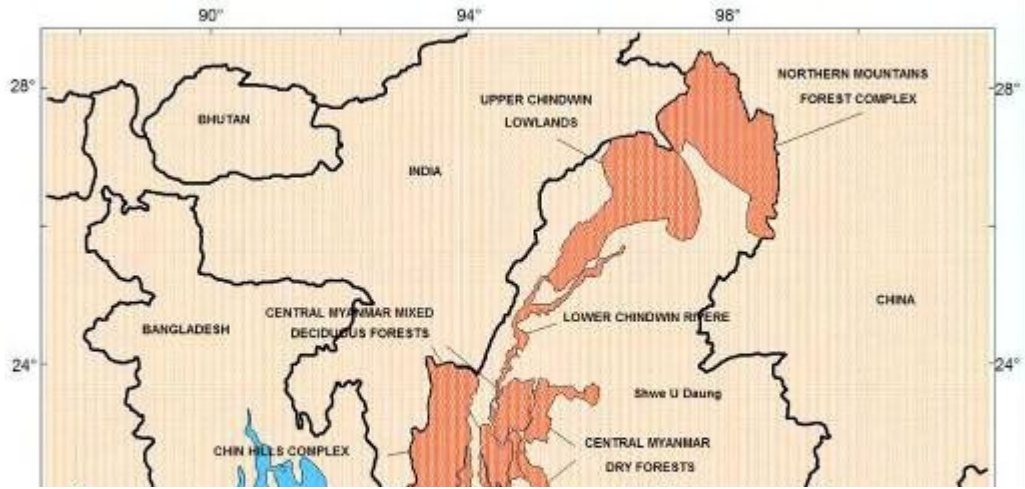 90° 94° 98°
28° 28°
NORTHERN MOUNTAINS
FOREST COMPLEX
UPPER CHINDWIN
LOWLANDS
BHUTAN
INDIA
CHINA
CENTRAL MYANMAR MIXED
DECIDUOUS FORESTS
LOWER CHINDWIN RIVERE
BANGLADESH
24° 24°
Shwe U Daung
CENTRAL MYANMAR
DRY FORESTS
CHIN HILLS COMPLEX